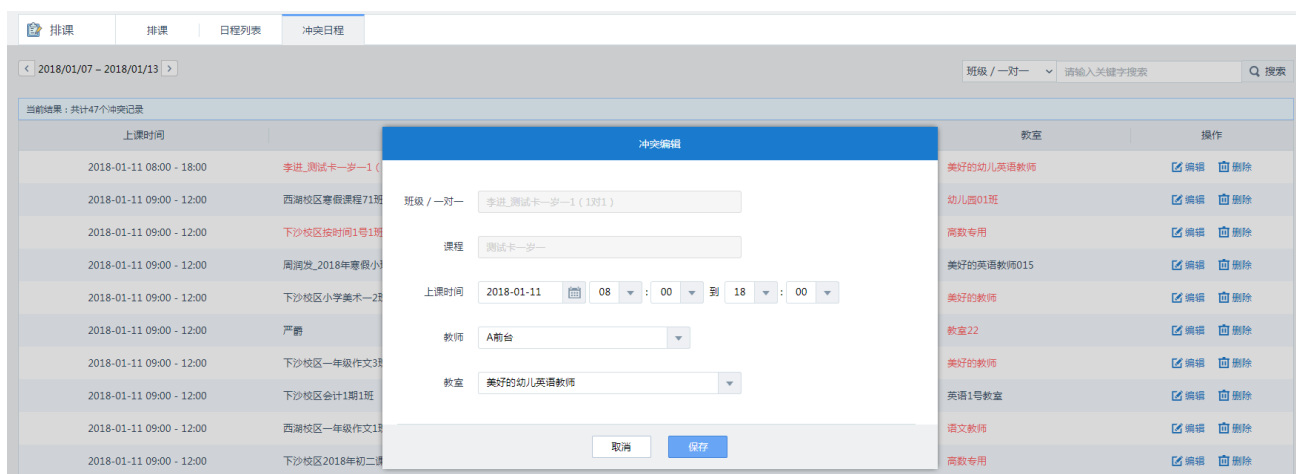 排课 排课 日程列表 冲突日程
2018/01/07 – 2018/01/13 班级 / 一对一 请输入关键字搜索 搜索
当前结果：共计47个冲突记录
上课时间 教室 操作
冲突编辑
2018-01-11 08:00 - 18:00 李进_测试卡一岁一1 ( 美好的幼儿英语教师 编辑 删除
班级 / 一对一 李进_测试卡一岁一1 ( 1对1 )
2018-01-11 09:00 - 12:00 西湖校区寒假课程71班 幼儿园01班 编辑 删除
2018-01-11 09:00 - 12:00 下沙校区按时间1号1班 高数专用 编辑 删除
课程 测试卡一岁一
2018-01-11 09:00 - 12:00 周润发_2018年寒假小 美好的英语教师015 编辑 删除
上课时间 2018-01-11 08 : 00 到 18 : 00
2018-01-11 09:00 - 12:00 下沙校区小学美术一2班 美好的教师 编辑 删除
2018-01-11 09:00 - 12:00 严爵 教室22 编辑 删除
教师 A前台
2018-01-11 09:00 - 12:00 下沙校区一年级作文3班 美好的教师 编辑 删除
教室 美好的幼儿英语教师
2018-01-11 09:00 - 12:00 下沙校区会计1期1班 英语1号教室 编辑 删除
2018-01-11 09:00 - 12:00 西湖校区一年级作文1班 语文教师 编辑 删除
取消 保存
2018-01-11 09:00 - 12:00 下沙校区2018年初二课 高数专用 编辑 删除